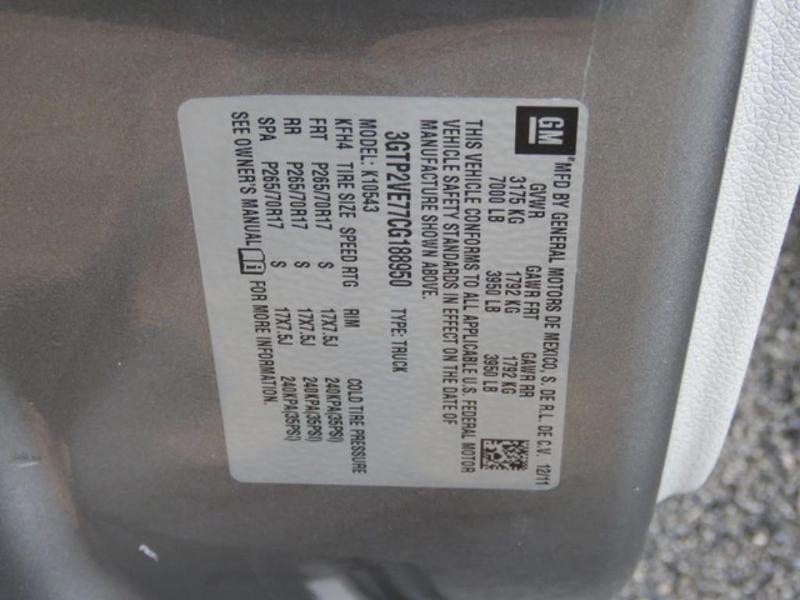 GM
MFD BY GENERAL MOTORS DE MEXICO, S. DE R.L. DE C.V. 12/11
GVWR GAWR FRT GAWR RR
3175 KG 1792 KG 1792 KG
7000 LB 3950 LB 3950 LB
THIS VEHICLE CONFORMS TO ALL APPLICABLE U.S. FEDERAL MOTOR
VEHICLE SAFETY STANDARDS IN EFFECT ON THE DATE OF
MANUFACTURE SHOWN ABOVE.
3GTP2VE77CG188950 TYPE: TRUCK
MODEL: K10543
KFH4 TIRE SIZE SPEED RTG RIM COLD TIRE PRESSURE
FRT P265/70R17 S 17X7.5J 240KPA(35PSI)
RR P265/70R17 S 17X7.5J 240KPA(35PSI)
SPA P265/70R17 S 17X7.5J 240KPA(35PSI)
SEE OWNER'S MANUAL FOR MORE INFORMATION.